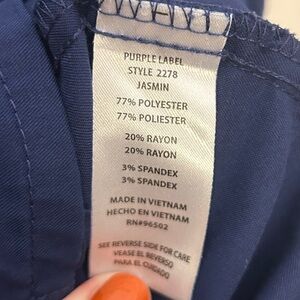 PURPLE LABEL
STYLE 2278
JASMIN
77% POLYESTER
77% POLIESTER
20% RAYON
20% RAYON
3% SPANDEX
3% SPANDEX
MADE IN VIETNAM
HECHO EN VIETNAM
RN#96502
SEE REVERSE SIDE FOR CARE
VEASE EL REVERSO
PARA EL CUIDADO